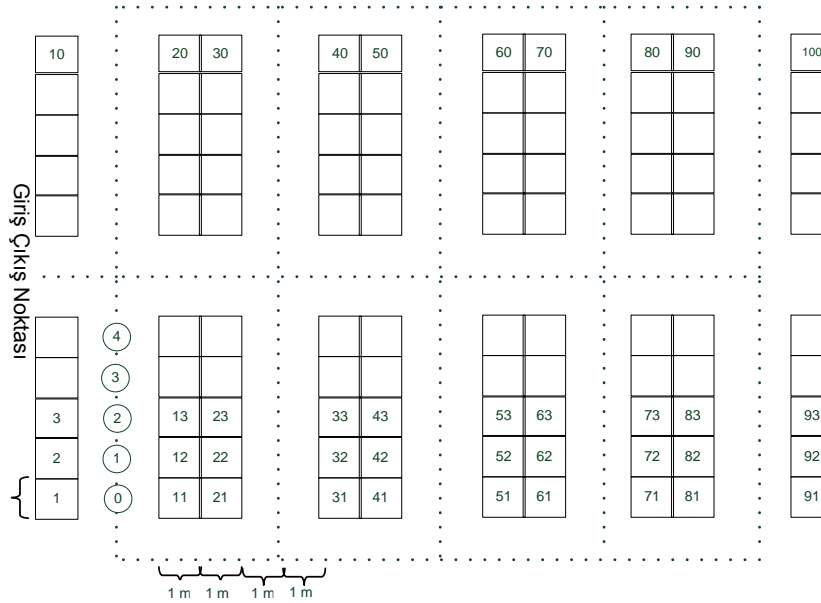 10 20 30 40 50 60 70 80 90 100
Giriş Çıkış Noktası
4
3
3 2 13 23 33 43 53 63 73 83 93
2 1 12 22 32 42 52 62 72 82 92
1 0 11 21 31 41 51 61 71 81 91
1 m 1 m 1 m 1 m